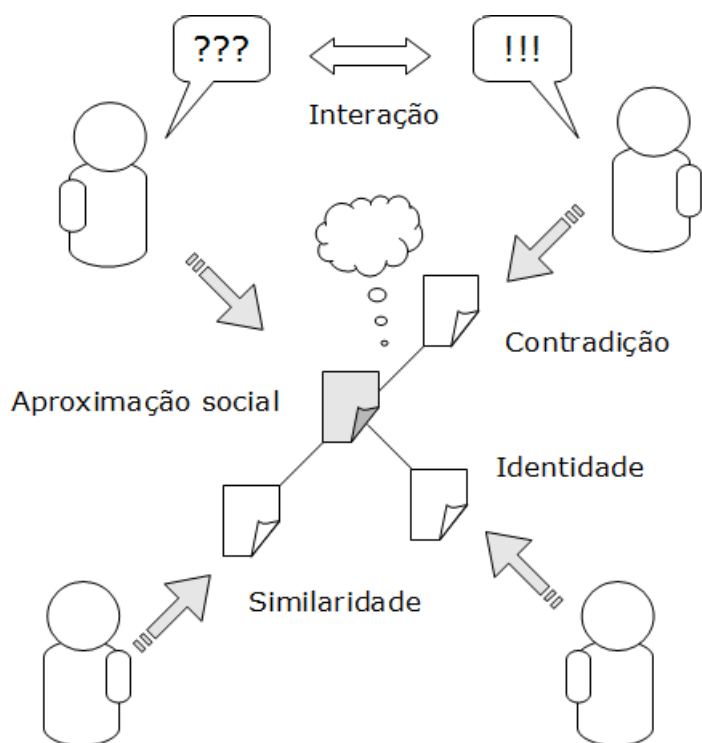 ???
!!!
Interação
Contradição
Aproximação social
Identidade
Similaridade